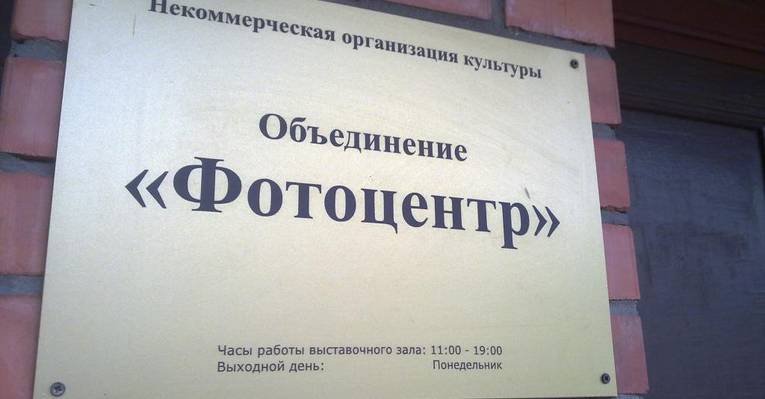 Некоммерческая организация культуры
Объединение
«Фотоцентр»
Часы работы выставочного зала: 11:00 - 19:00
Выходной день: Понедельник